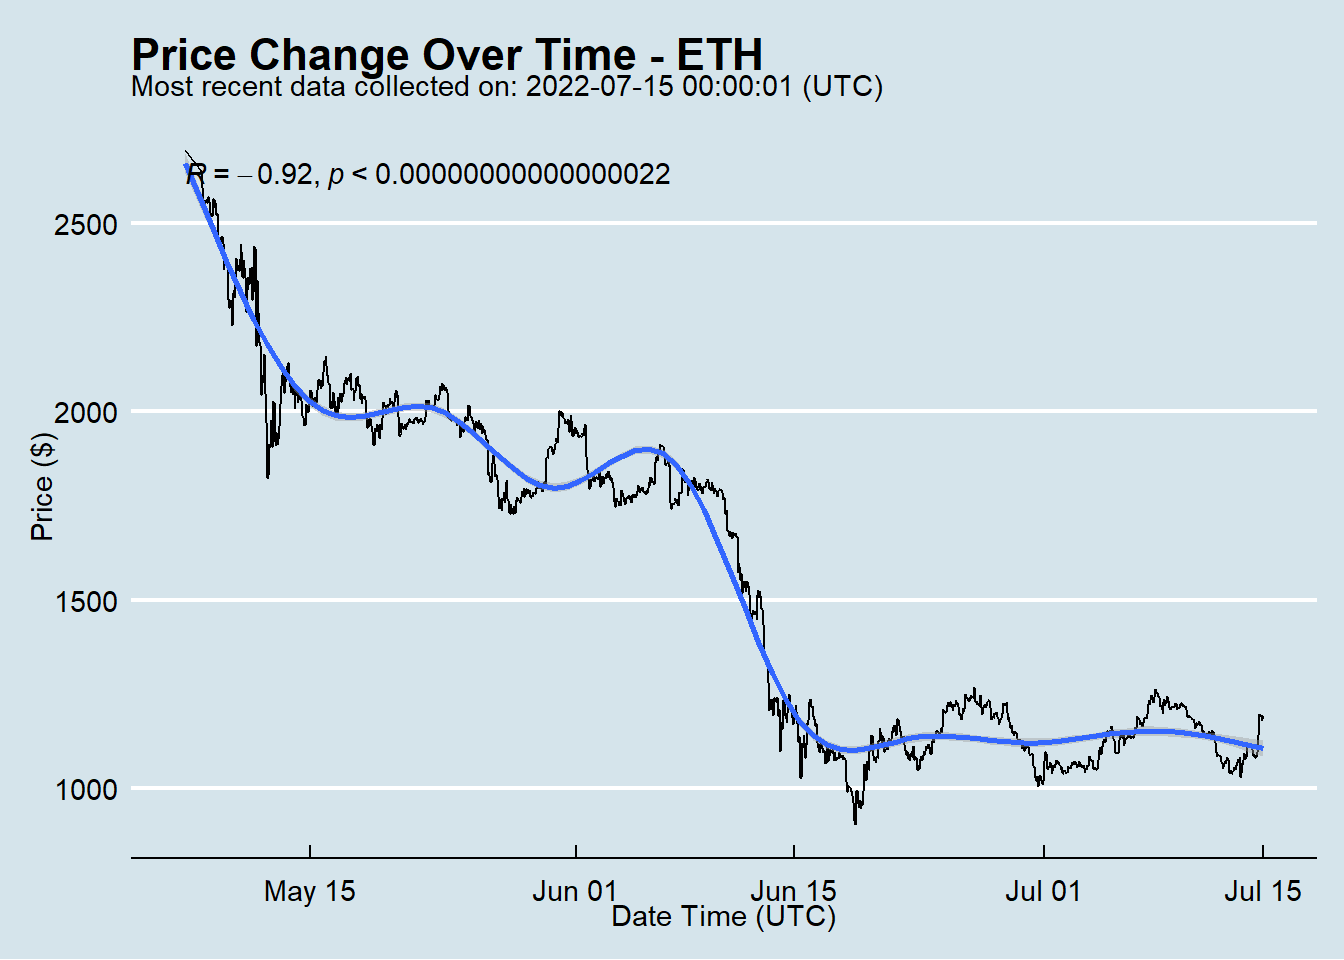 Price Change Over Time - ETH
Most recent data collected on: 2022-07-15 00:00:01 (UTC)
R = −0.92, p < 0.00000000000000022
2500
2000
1500
1000
Price ($)
May 15 Jun 01 Jun 15 Jul 01 Jul 15
Date Time (UTC)